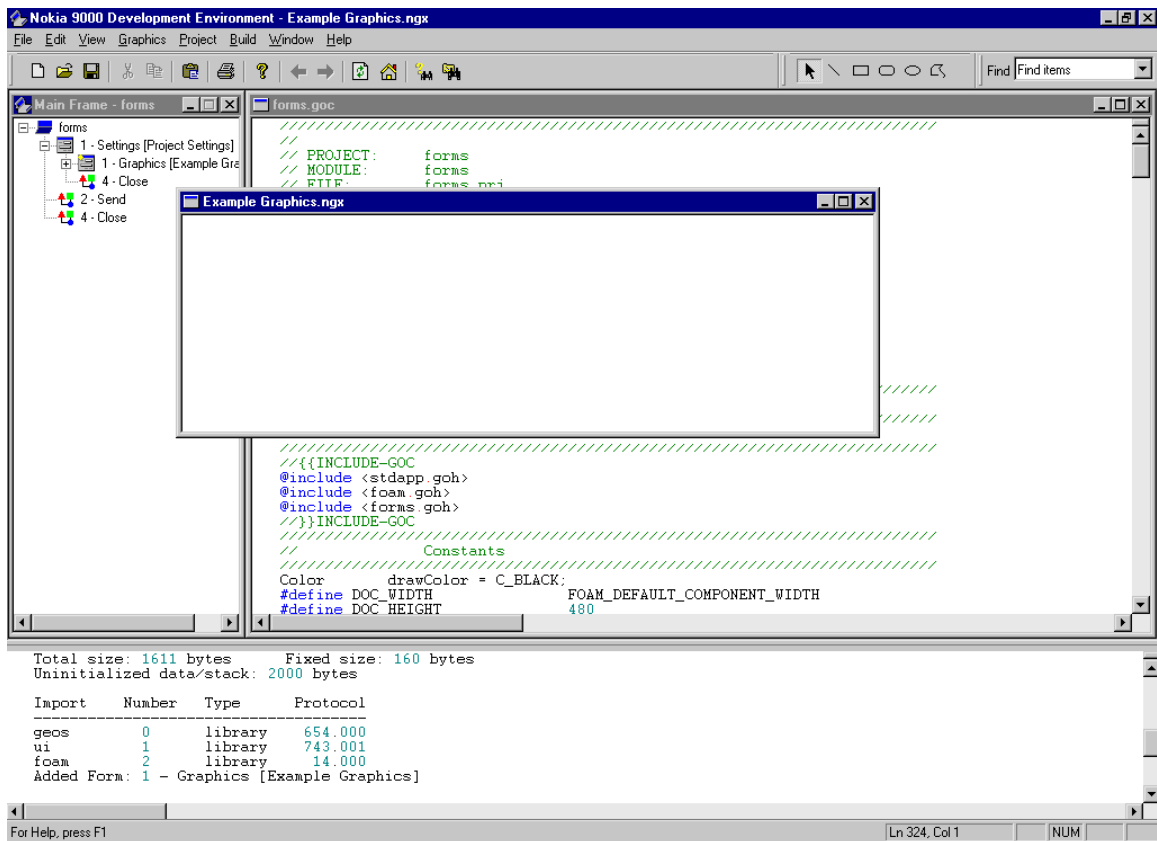 Nokia 9000 Development Environment - Example Graphics.ngx
File Edit View Graphics Project Build Window Help
Find Find items
Main Frame - forms
forms
1 - Settings [Project Settings]
1 - Graphics [Example Gra
4 - Close
2 - Send
4 - Close
forms.goc
/////////////////////////////////////////////////////////////////////////
//
// PROJECT: forms
// MODULE: forms
// FILE: forms.prj
Example Graphics.ngx
///////
///////
/////////////////////////////////////////////////////////////////////////
//{{INCLUDE-GOC
@include <stdapp.goh>
@include <foam.goh>
@include <forms.goh>
//}}INCLUDE-GOC
/////////////////////////////////////////////////////////////////////////
// Constants
/////////////////////////////////////////////////////////////////////////
Color drawColor = C_BLACK;
#define DOC_WIDTH FOAM_DEFAULT_COMPONENT_WIDTH
#define DOC_HEIGHT 480
Total size: 1611 bytes Fixed size: 160 bytes
Uninitialized data/stack: 2000 bytes
Import Number Type Protocol
-------------------------------------
geos 0 library 654.000
ui 1 library 743.001
foam 2 library 14.000
Added Form: 1 - Graphics [Example Graphics]
For Help, press F1
Ln 324, Col 1
NUM